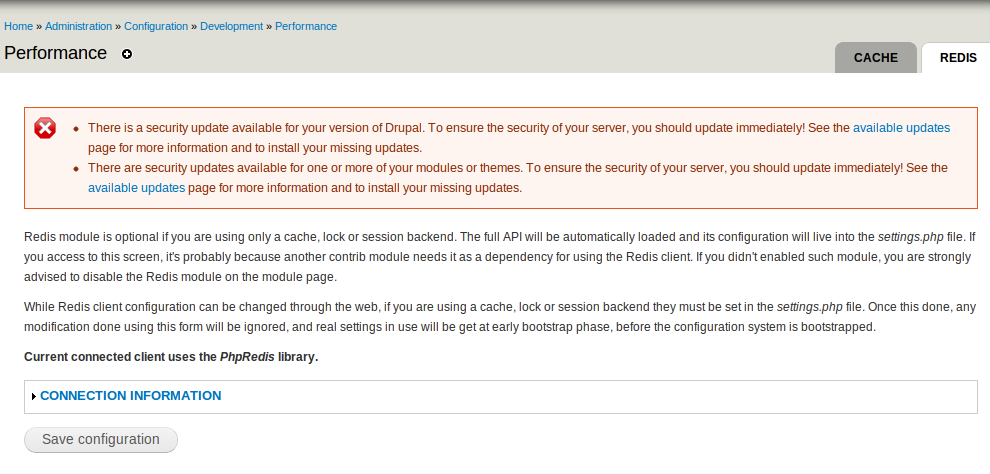 Home » Administration » Configuration » Development » Performance
Performance
CACHE
REDIS
There is a security update available for your version of Drupal. To ensure the security of your server, you should update immediately! See the available updates
page for more information and to install your missing updates.
There are security updates available for one or more of your modules or themes. To ensure the security of your server, you should update immediately! See the
available updates page for more information and to install your missing updates.
Redis module is optional if you are using only a cache, lock or session backend. The full API will be automatically loaded and its configuration will live into the settings.php file. If
you access to this screen, it's probably because another contrib module needs it as a dependency for using the Redis client. If you didn't enabled such module, you are strongly
advised to disable the Redis module on the module page.
While Redis client configuration can be changed through the web, if you are using a cache, lock or session backend they must be set in the settings.php file. Once this done, any
modification done using this form will be ignored, and real settings in use will be get at early bootstrap phase, before the configuration system is bootstrapped.
Current connected client uses the PhpRedis library.
CONNECTION INFORMATION
Save configuration